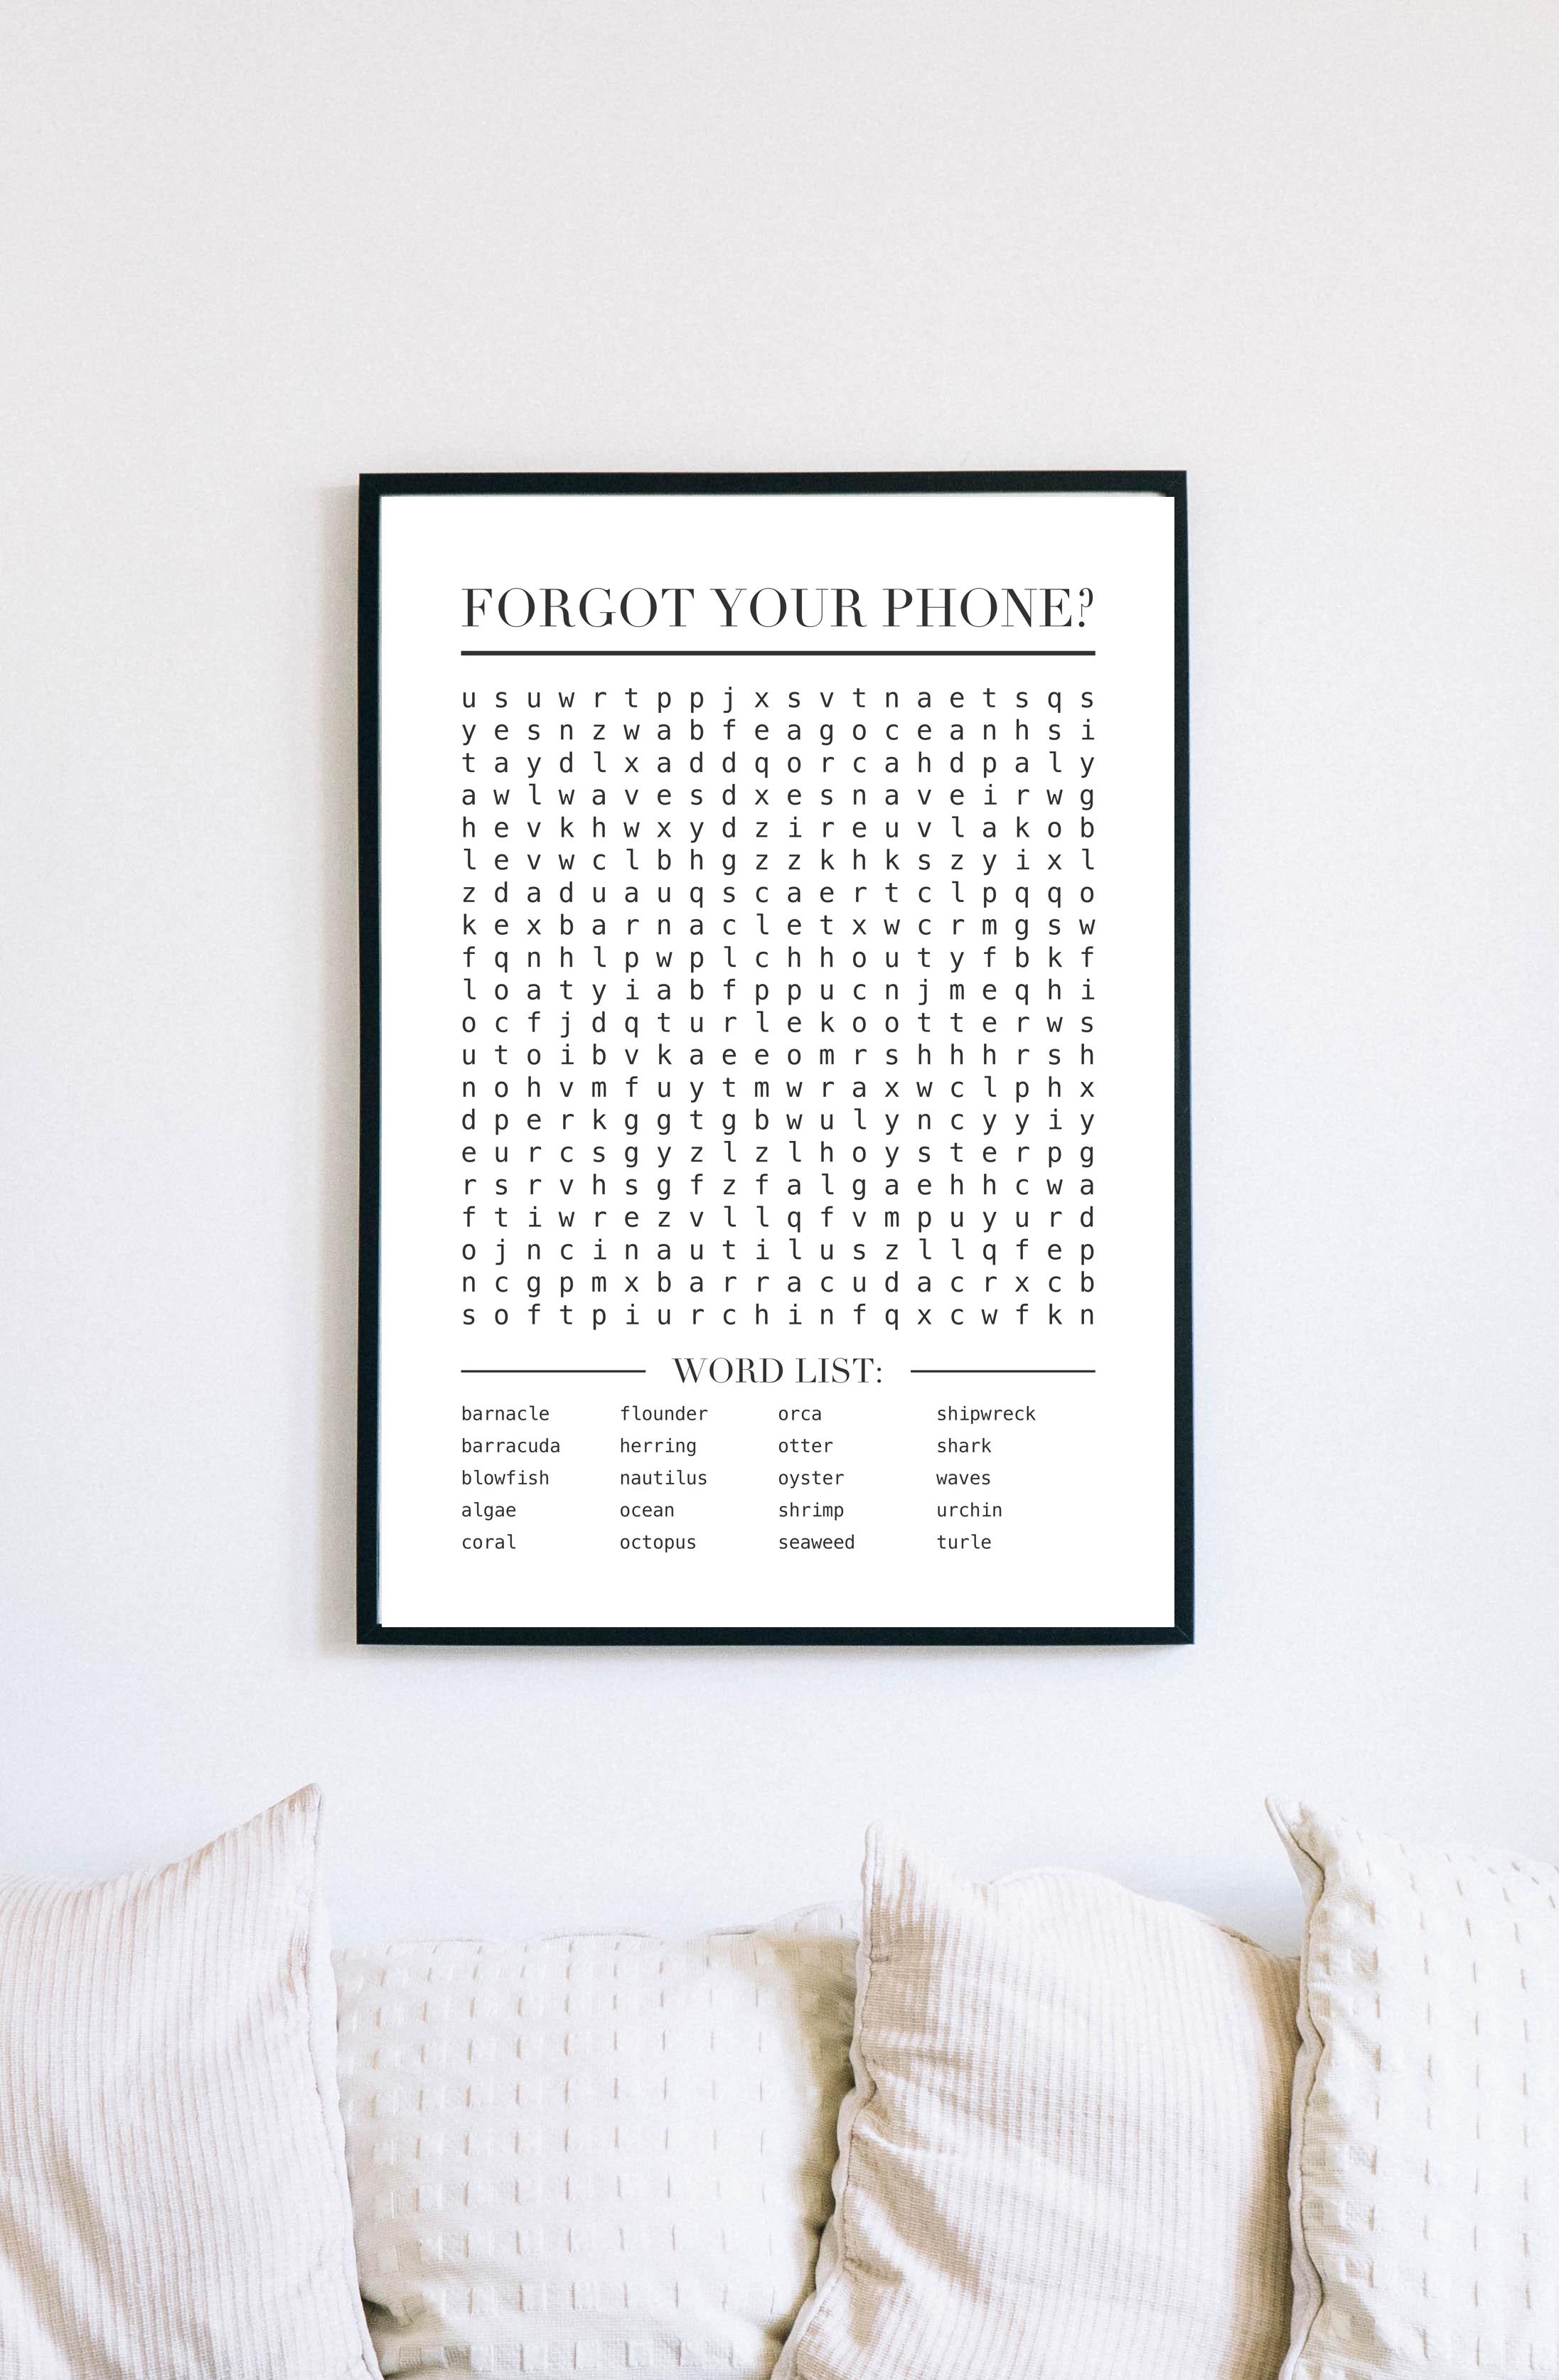 FORGOT YOUR PHONE?
u s u w r t p p j x s v t n a e t s q s
y e s n z w a b f e a g o c e a n h s i
t a y d l x a d d q o r c a h d p a l y
a w l w a v e s d x e s n a v e i r w g
h e v k h w x y d z i r e u v l a k o b
l e v w c l b h g z z k h k s z y i x l
z d a d u a u q s c a e r t c l p q q o
k e x b a r n a c l e t x w c r m g s w
f q n h l p w p l c h h o u t y f b k f
l o a t y i a b f p p u c n j m e q h i
o c f j d q t u r l e k o o t t e r w s
u t o i b v k a e e o m r s h h h r s h
n o h v m f u y t m w r a x w c l p h x
d p e r k g g t g b w u l y n c y y i y
e u r c s g y z l z l h o y s t e r p g
r s r v h s g f z f a l g a e h h c w a
f t i w r e z v l l q f v m p u y u r d
o j n c i n a u t i l u s z l l q f e p
n c g p m x b a r r a c u d a c r x c b
s o f t p i u r c h i n f q x c w f k n
WORD LIST:
barnacle flounder orca shipwreck
barracuda herring otter shark
blowfish nautilus oyster waves
algae ocean shrimp urchin
coral octopus seaweed turle